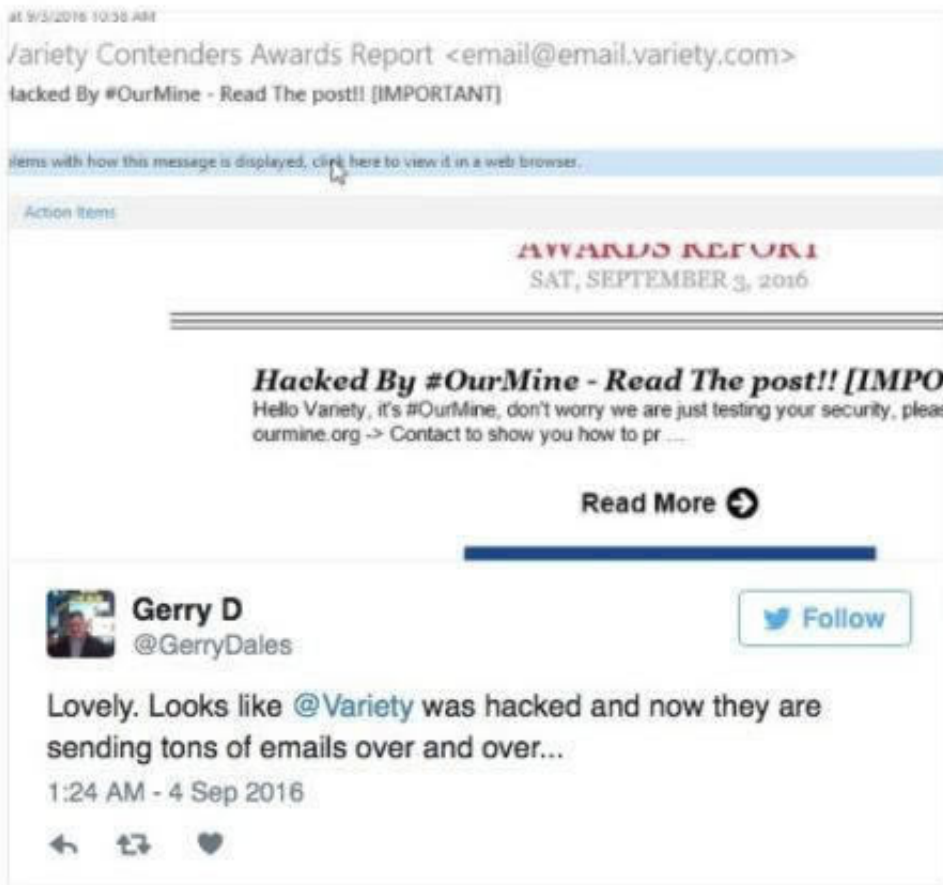 at 9/3/2016 10:38 AM
Variety Contenders Awards Report <email@email.variety.com>
Hacked By #OurMine - Read The post!! [IMPORTANT]
lems with how this message is displayed, click here to view it in a web browser.
Action Items
AWARDS REPORT
SAT, SEPTEMBER 3, 2016
Hacked By #OurMine - Read The post!! [IMPO
Hello Variety, it's #OurMine, don't worry we are just testing your security, pleas
ourmine.org -> Contact to show you how to pr ...
Read More
Gerry D
@GerryDales
Follow
Lovely. Looks like @Variety was hacked and now they are
sending tons of emails over and over...
1:24 AM - 4 Sep 2016